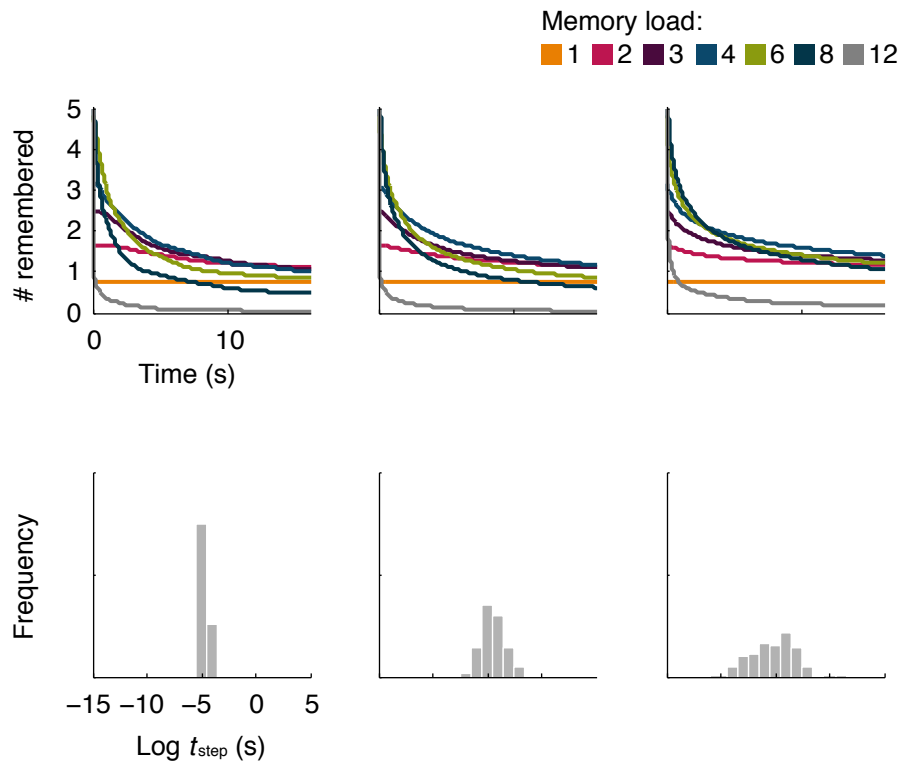 Memory load:
1 2 3 4 6 8 12
5
4
3
2
1
0
# remembered
0 10
Time (s)
Frequency
−15 −10 −5 0 5
Log tstep (s)